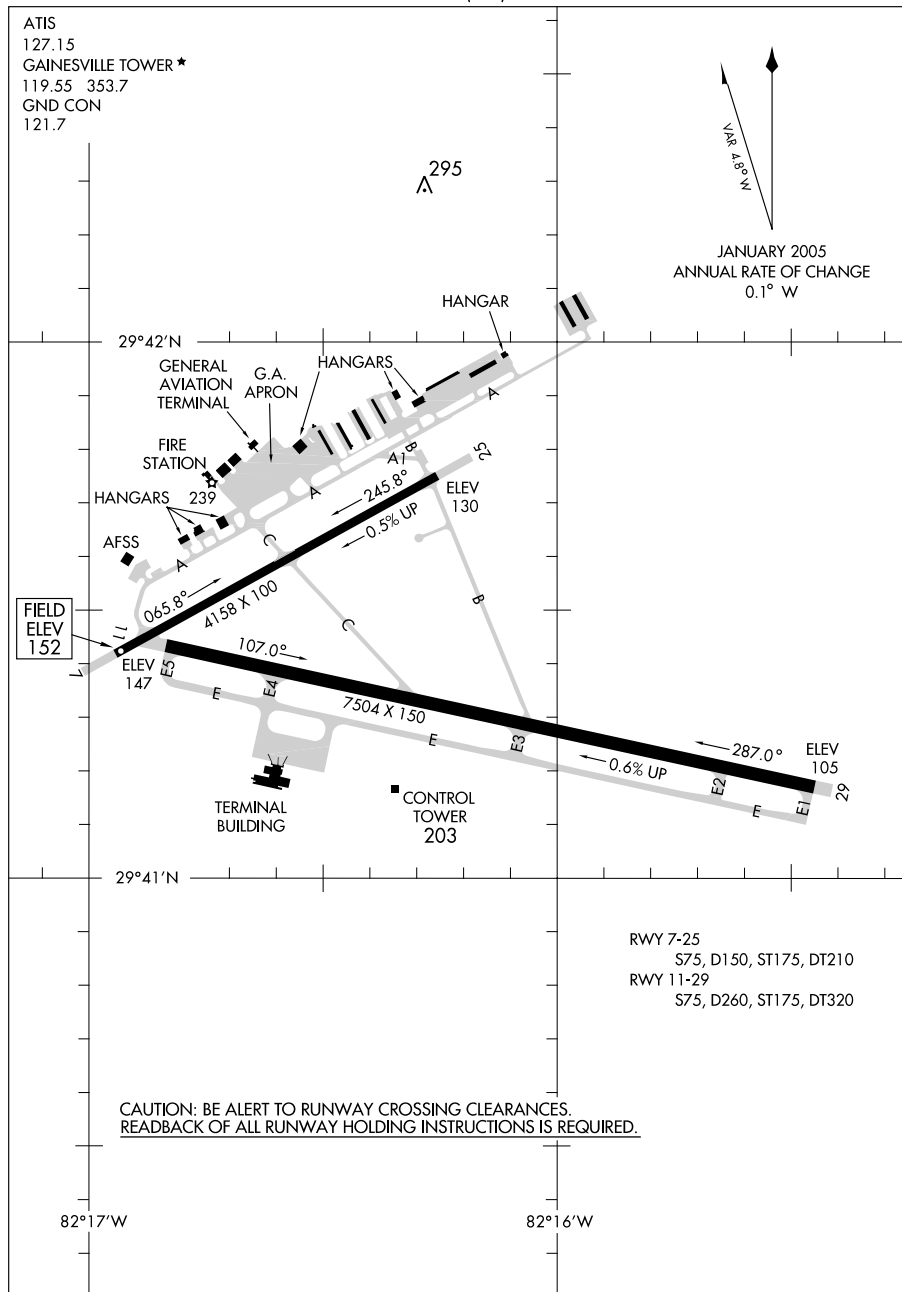 ATIS
127.15
GAINESVILLE TOWER ★
119.55 353.7
GND CON
121.7
295
VAR 4.8° W
JANUARY 2005
ANNUAL RATE OF CHANGE
0.1° W
HANGAR
29°42'N
GENERAL
AVIATION
TERMINAL
G.A.
APRON
HANGARS
A
FIRE
STATION
B
A1
25
239
A
245.8°
ELEV
130
HANGARS
0.5% UP
AFSS
C
A
065.8°
4158 X 100
B
FIELD
ELEV
152
11
C
107.0°
7
ELEV
147
E5
E
E4
7504 X 150
E
E3
287.0°
ELEV
105
0.6% UP
E2
29
E
E1
TERMINAL
BUILDING
CONTROL
TOWER
203
29°41'N
RWY 7-25
S75, D150, ST175, DT210
RWY 11-29
S75, D260, ST175, DT320
CAUTION: BE ALERT TO RUNWAY CROSSING CLEARANCES.
READBACK OF ALL RUNWAY HOLDING INSTRUCTIONS IS REQUIRED.
82°17'W
82°16'W